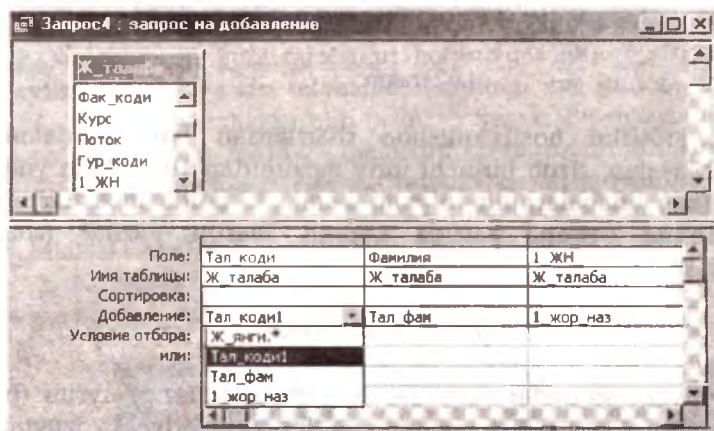 Запрос4 : запрос на добавление
Ж_талаба
Фак_коди
Курс
Поток
Гур_коди
1_ЖН
Поле: Тал_коди Фамилия 1_ЖН
Имя таблицы: Ж_талаба Ж_талаба Ж_талаба
Сортировка:
Добавление: Тал_коди1 Тал_фам 1_жор_наз
Условие отбора: Ж_янги.*
или: Тал_коди1
Тал_фам
1_жор_наз